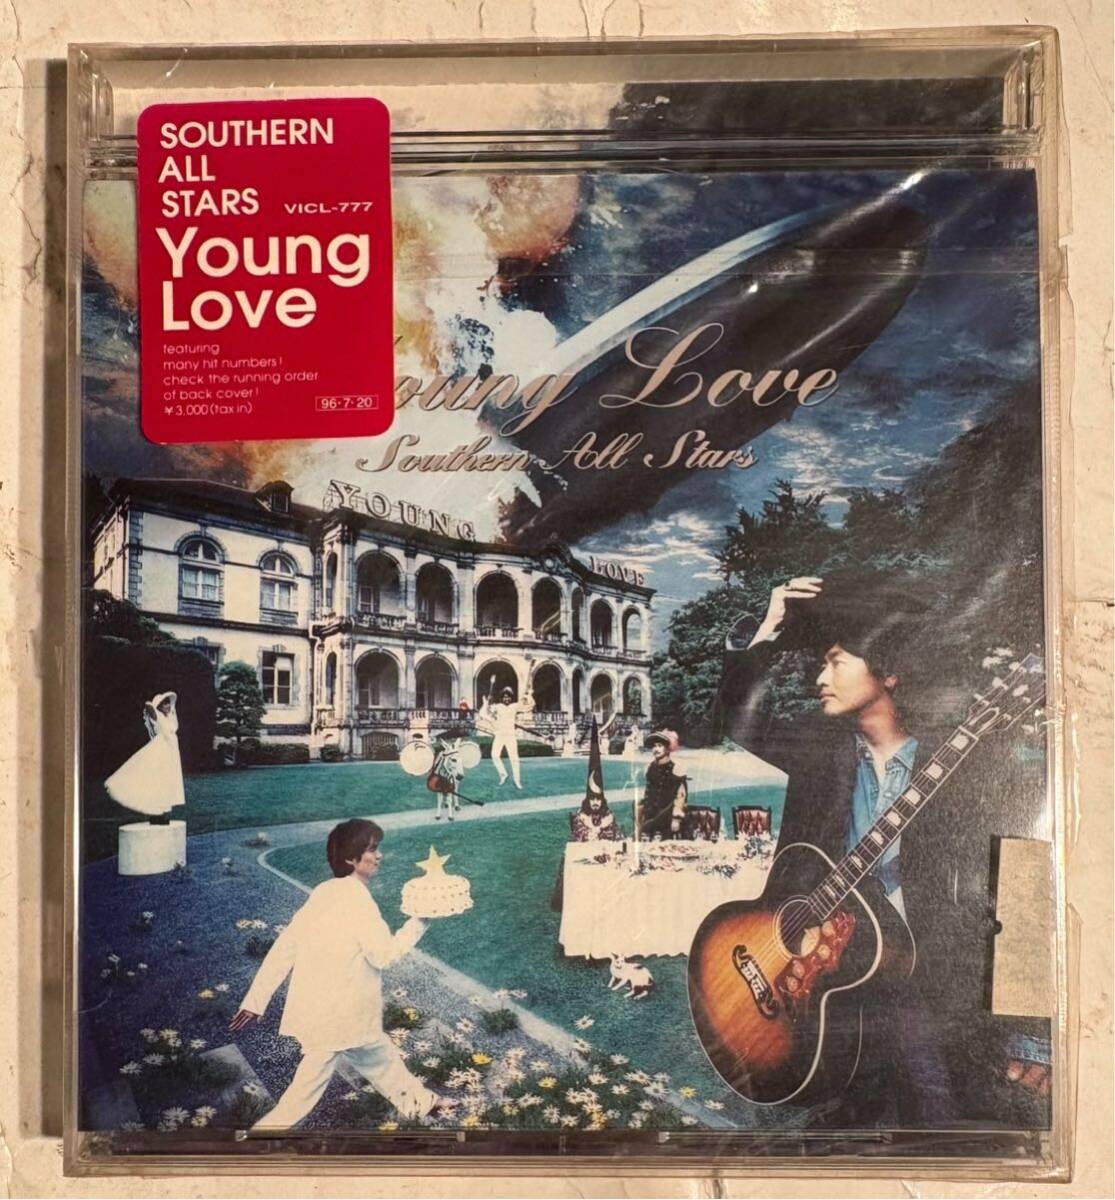 SOUTHERN
ALL
STARS VICL-777
Young
Love
featuring
many hit numbers!
check the running order
of back cover!
¥3,000(tax in) 96・7・20
Young Love
Southern All Stars
YOUNG LOVE